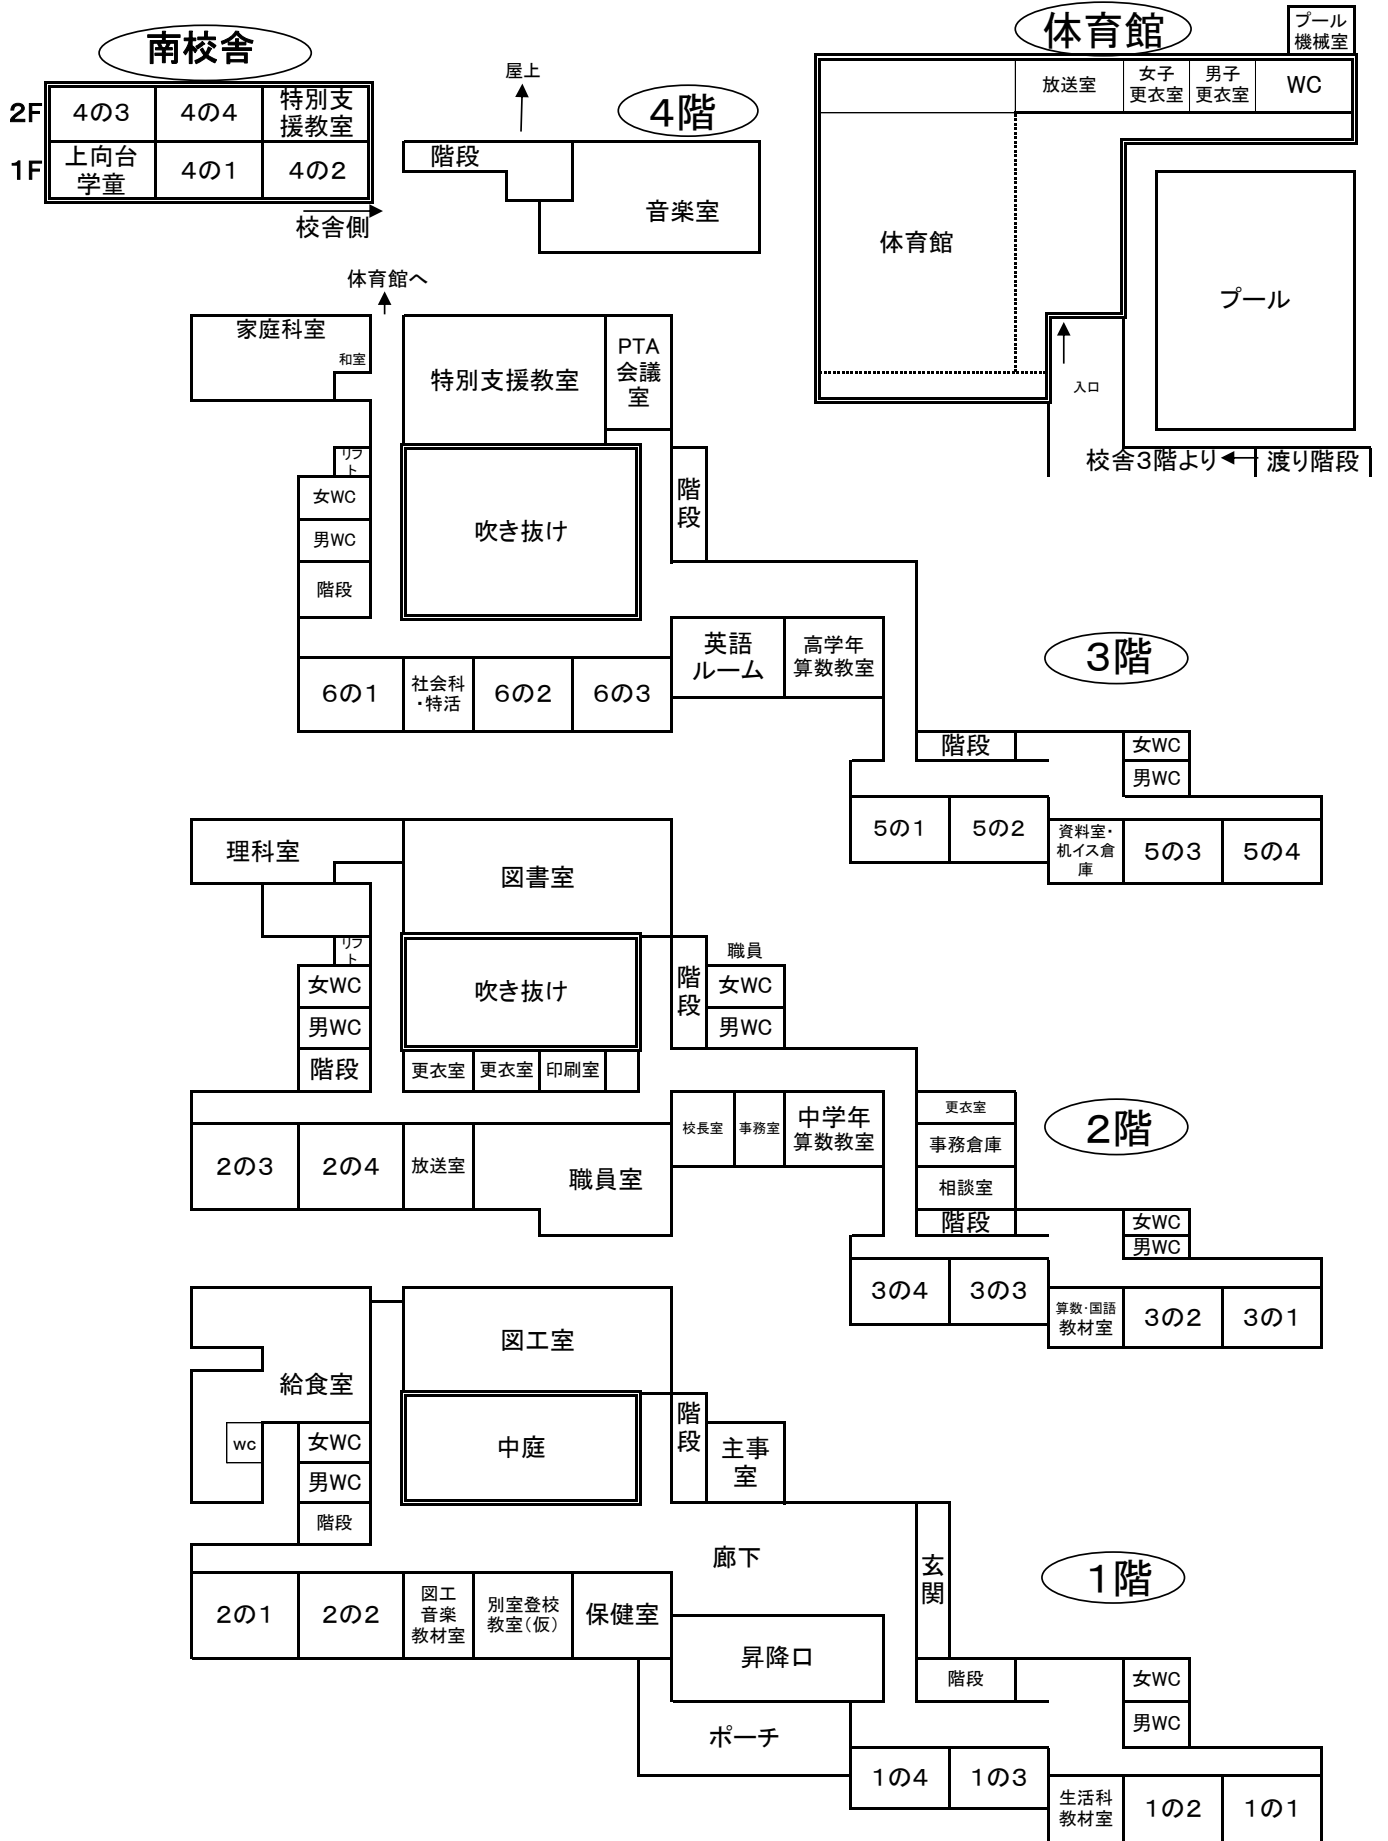 南校舎
2F
4の3
4の4
特別支
援教室
1F
上向台
学童
4の1
4の2
校舎側
屋上
4階
階段
音楽室
体育館
プール
機械室
放送室
女子
更衣室
男子
更衣室
WC
体育館
プール
入口
校舎3階より
渡り階段
体育館へ
家庭科室
和室
特別支援教室
PTA
会議
室
リフ
ト
女WC
男WC
階段
吹き抜け
階
段
3階
6の1
社会科
・特活
6の2
6の3
英語
ルーム
高学年
算数教室
階段
女WC
男WC
5の1
5の2
資料室・
机イス倉
庫
5の3
5の4
理科室
図書室
リフ
ト
女WC
男WC
階段
吹き抜け
階
段
職員
女WC
男WC
更衣室
更衣室
印刷室
2階
2の3
2の4
放送室
職員室
校長室
事務室
中学年
算数教室
更衣室
事務倉庫
相談室
階段
女WC
男WC
3の4
3の3
算数・国語
教材室
3の2
3の1
図工室
給食室
WC
女WC
男WC
階段
中庭
階
段
主事
室
廊下
玄
関
1階
2の1
2の2
図工
音楽
教材室
別室登校
教室(仮)
保健室
昇降口
ポーチ
階段
女WC
男WC
1の4
1の3
生活科
教材室
1の2
1の1